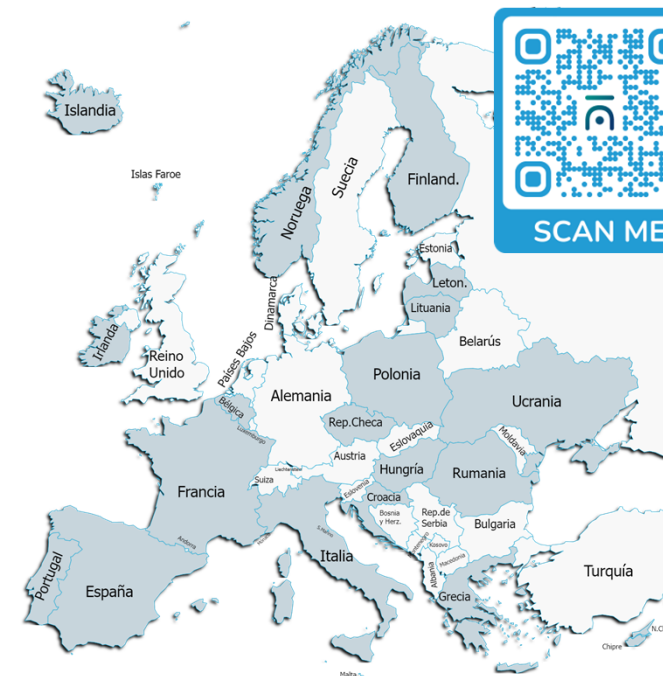 Islandia
SCAN ME
Islas Faroe
Suecia
Finland.
Noruega
Estonia
Dinamarca
Leton.
Lituania
Irlanda
Reino
Unido
Países Bajos
Belarús
Polonia
Alemania
Bélgica
Ucrania
Rep.Checa
Luxemburgo
Eslovaquia
Moldavia
Austria
Liechtenstein
Suiza
Hungría
Rumania
Francia
Eslovenia
Croacia
Bosnia
y Herz.
Rep.de
Serbia
Bulgaria
S.Marino
Andorra
Kosovo
Italia
Macedonia
Albania
Portugal
España
Turquía
Grecia
Chipre
Malta